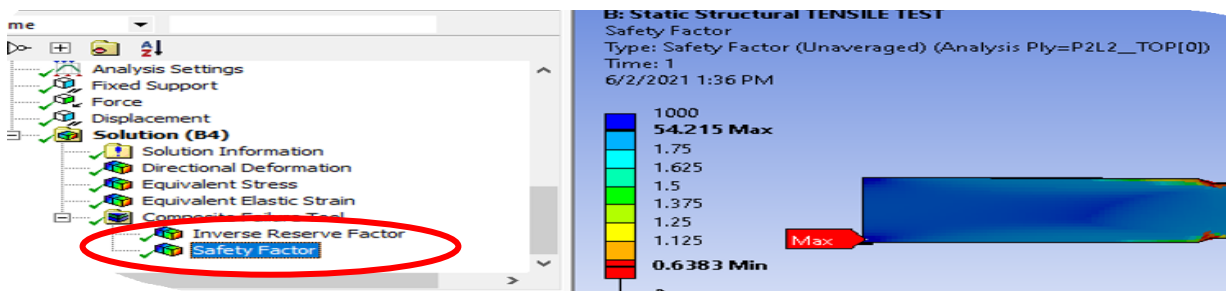 me
Analysis Settings
Fixed Support
Force
Displacement
Solution (B4)
Solution Information
Directional Deformation
Equivalent Stress
Equivalent Elastic Strain
Composite Failure Tool
Inverse Reserve Factor
Safety Factor
B: Static Structural TENSILE TEST
Safety Factor
Type: Safety Factor (Unaveraged) (Analysis Ply=P2L2__TOP[0])
Time: 1
6/2/2021 1:36 PM
1000
54.215 Max
1.75
1.625
1.5
1.375
1.25
1.125
0.6383 Min
Max